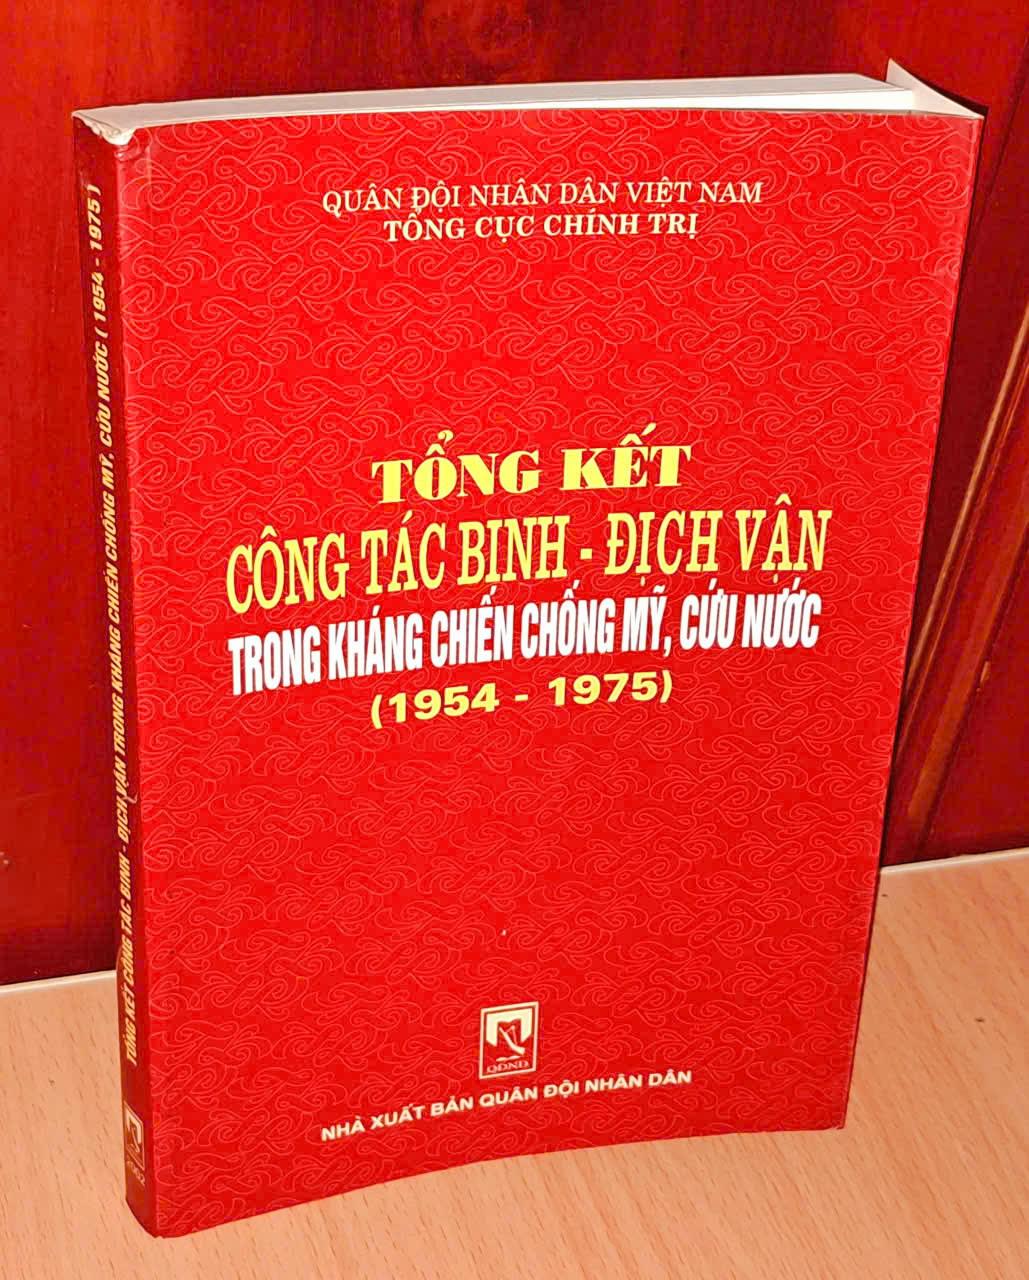 QUÂN ĐỘI NHÂN DÂN VIỆT NAM
TỔNG CỤC CHÍNH TRỊ
TỔNG KẾT
CÔNG TÁC BINH - ĐỊCH VẬN
TRONG KHÁNG CHIẾN CHỐNG MỸ, CỨU NƯỚC
(1954 - 1975)
QĐND
NHÀ XUẤT BẢN QUÂN ĐỘI NHÂN DÂN
TỔNG KẾT CÔNG TÁC BINH - ĐỊCH VẬN TRONG KHÁNG CHIẾN CHỐNG MỸ, CỨU NƯỚC (1954 - 1975)
2002